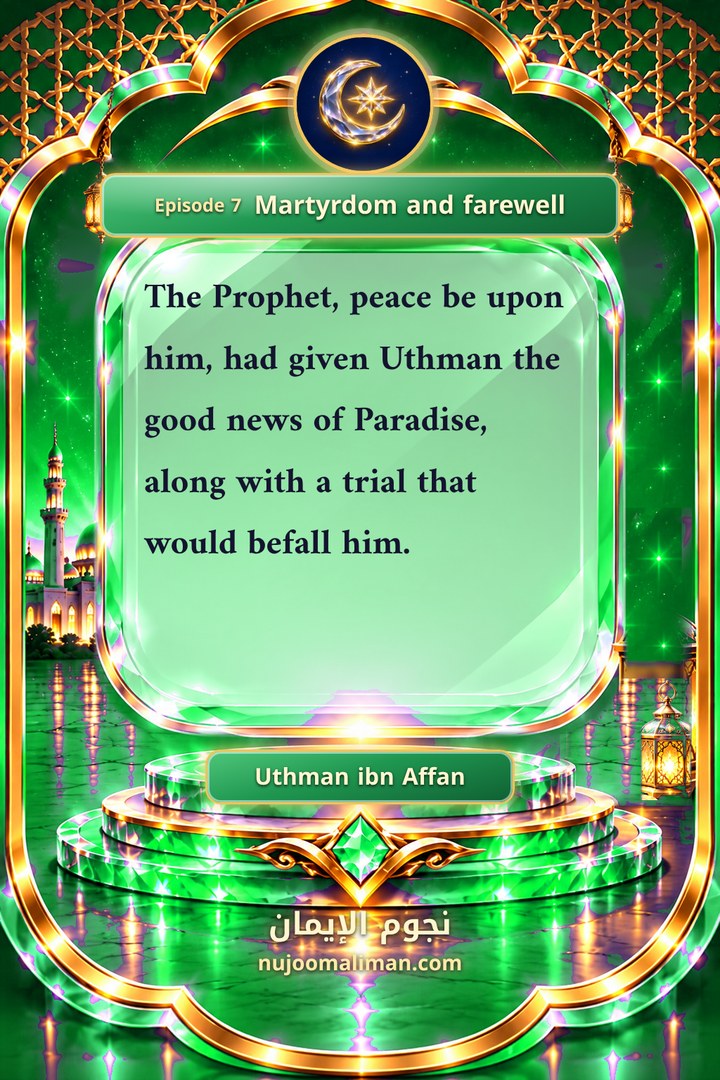 Episode 7 Martyrdom and farewell
The Prophet, peace be upon
him, had given Uthman the
good news of Paradise,
along with a trial that
would befall him.
Uthman ibn Affan
نجوم الإيمان
nujoomaliman.com